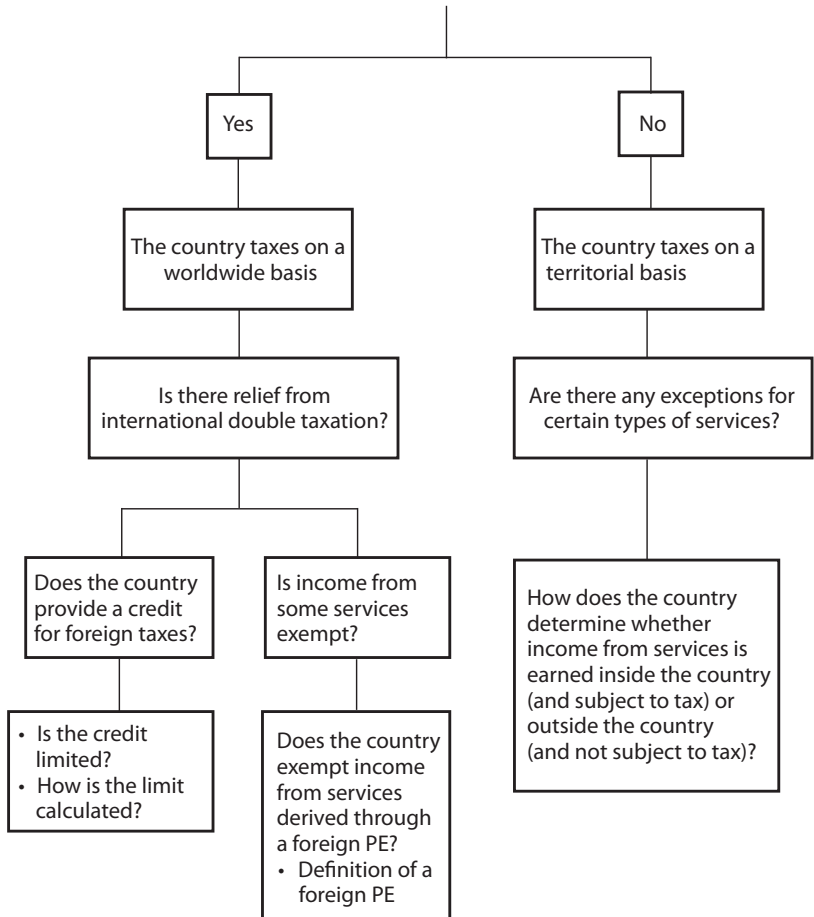 Yes
No
The country taxes on a
worldwide basis
The country taxes on a
territorial basis
Is there relief from
international double taxation?
Are there any exceptions for
certain types of services?
Does the country
provide a credit
for foreign taxes?
Is income from
some services
exempt?
How does the country
determine whether
income from services is
earned inside the country
(and subject to tax) or
outside the country
(and not subject to tax)?
• Is the credit
limited?
• How is the limit
calculated?
Does the country
exempt income
from services
derived through
a foreign PE?
• Definition of a
foreign PE